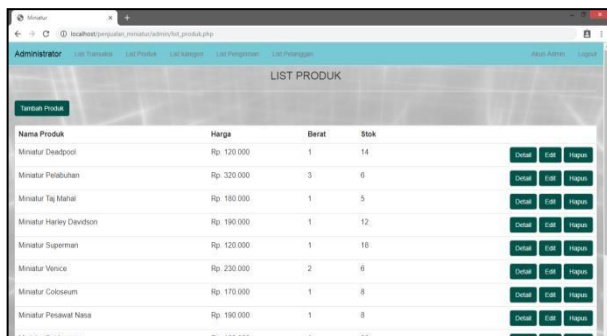 Miniatur
localhost/penjualan_miniatur/admin/list_produk.php
Administrator List Transaksi List Produk List Kategori List Pengiriman List Pelanggan Akun Admin Logout
LIST PRODUK
Tambah Produk
Nama Produk Harga Berat Stok
Miniatur Deadpool Rp. 120.000 1 14 Detail Edit Hapus
Miniatur Pelabuhan Rp. 320.000 3 6 Detail Edit Hapus
Miniatur Taj Mahal Rp. 180.000 1 5 Detail Edit Hapus
Miniatur Harley Davidson Rp. 190.000 1 12 Detail Edit Hapus
Miniatur Superman Rp. 120.000 1 18 Detail Edit Hapus
Miniatur Venice Rp. 230.000 2 6 Detail Edit Hapus
Miniatur Coloseum Rp. 170.000 1 8 Detail Edit Hapus
Miniatur Pesawat Nasa Rp. 190.000 1 8 Detail Edit Hapus